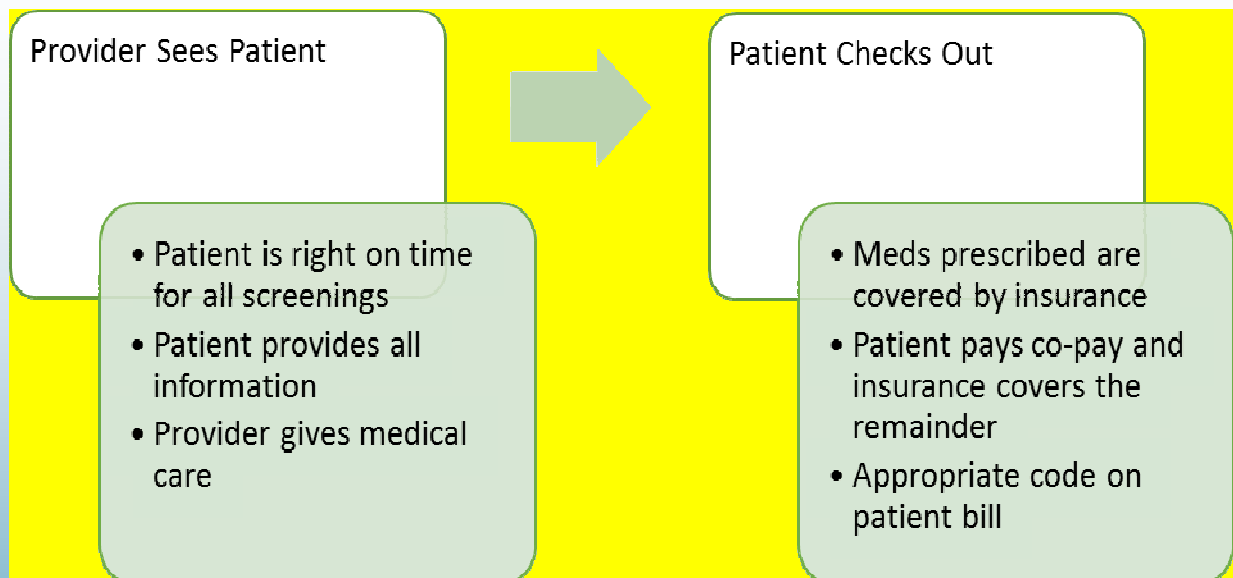 Provider Sees Patient
• Patient is right on time
for all screenings
• Patient provides all
information
• Provider gives medical
care
Patient Checks Out
• Meds prescribed are
covered by insurance
• Patient pays co-pay and
insurance covers the
remainder
• Appropriate code on
patient bill